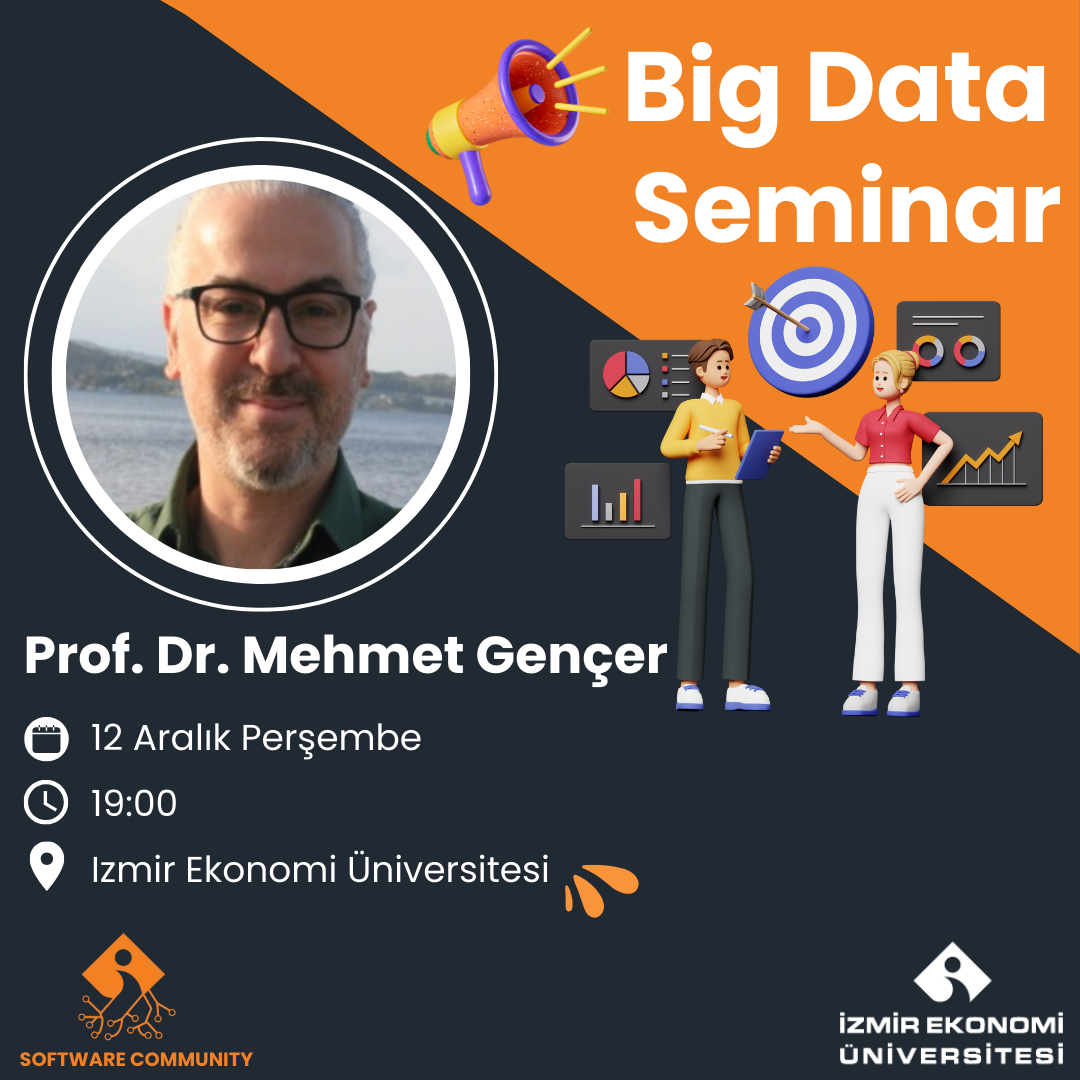 Big Data
Seminar
Prof. Dr. Mehmet Gençer
12 Aralık Perşembe
19:00
Izmir Ekonomi Üniversitesi
SOFTWARE COMMUNITY
İZMİR EKONOMİ
ÜNİVERSİTESİ